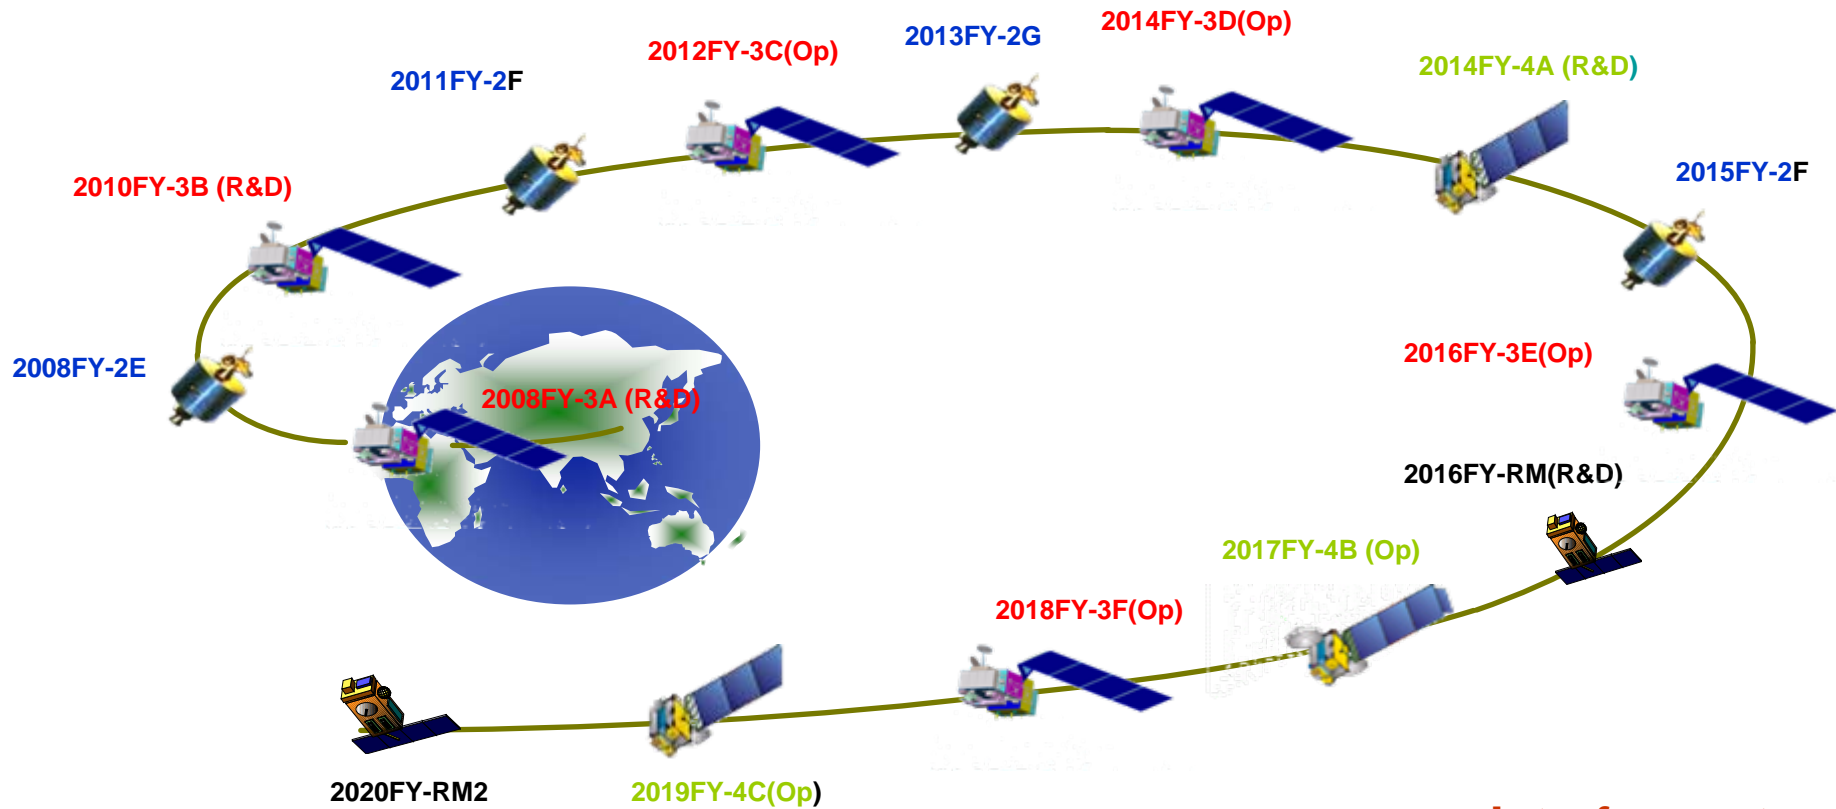 2014FY-3D(Op)
2013FY-2G
2012FY-3C(Op)
2014FY-4A (R&D)
2011FY-2F
2010FY-3B (R&D)
2015FY-2F
2008FY-2E
2016FY-3E(Op)
2008FY-3A (R&D)
2016FY-RM(R&D)
2017FY-4B (Op)
2018FY-3F(Op)
2020FY-RM2
2019FY-4C(Op)